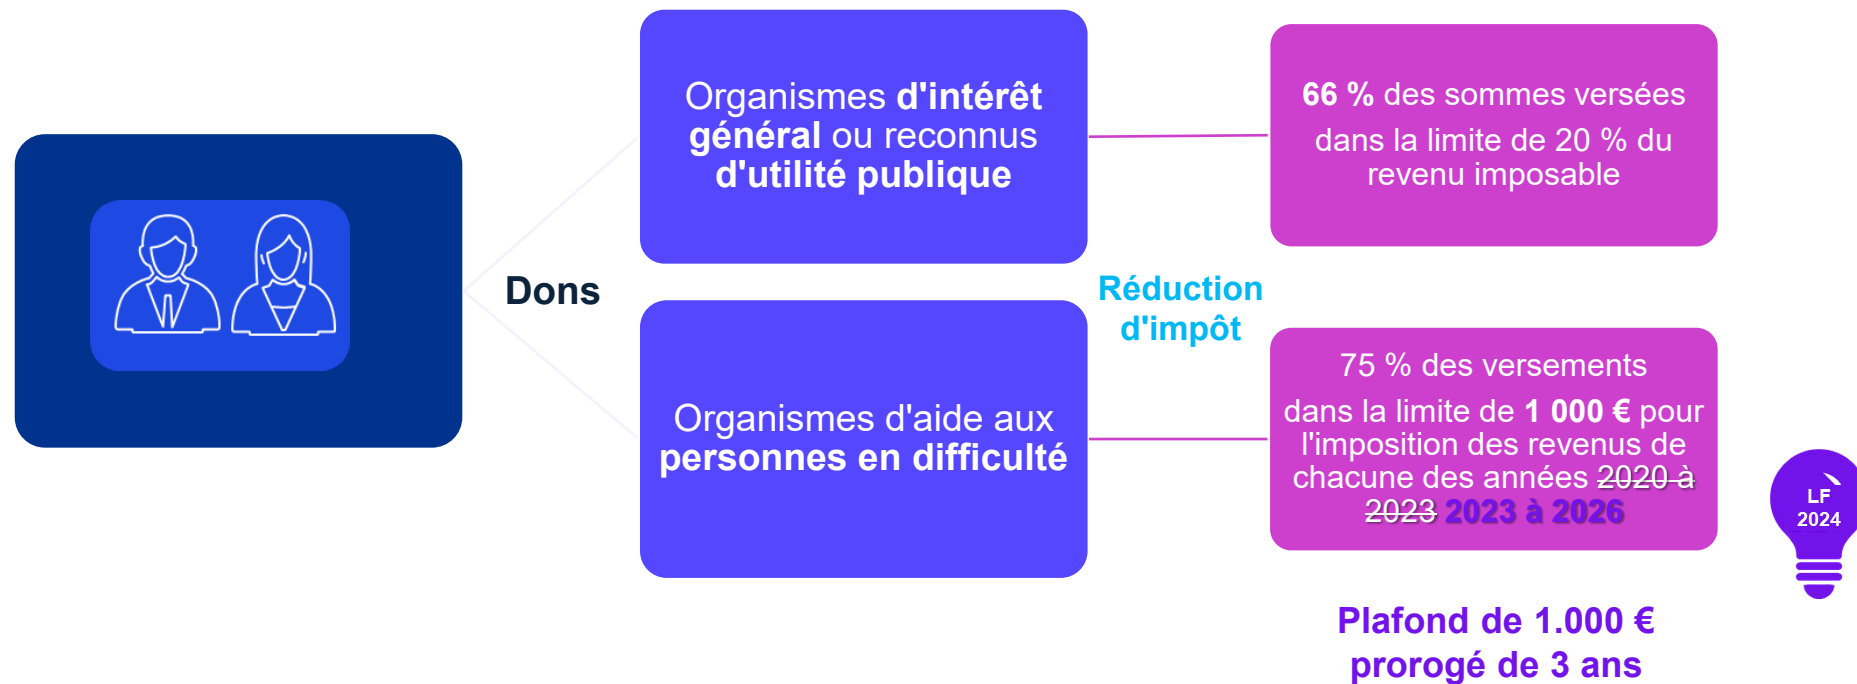 Organismes d'intérêt
général ou reconnus
d'utilité publique
66 % des sommes versées
dans la limite de 20 % du
revenu imposable
Dons
Réduction
d'impôt
Organismes d'aide aux
personnes en difficulté
75 % des versements
dans la limite de 1 000 € pour
l'imposition des revenus de
chacune des années 2020 à
2023 2023 à 2026
LF
2024
Plafond de 1.000 €
prorogé de 3 ans